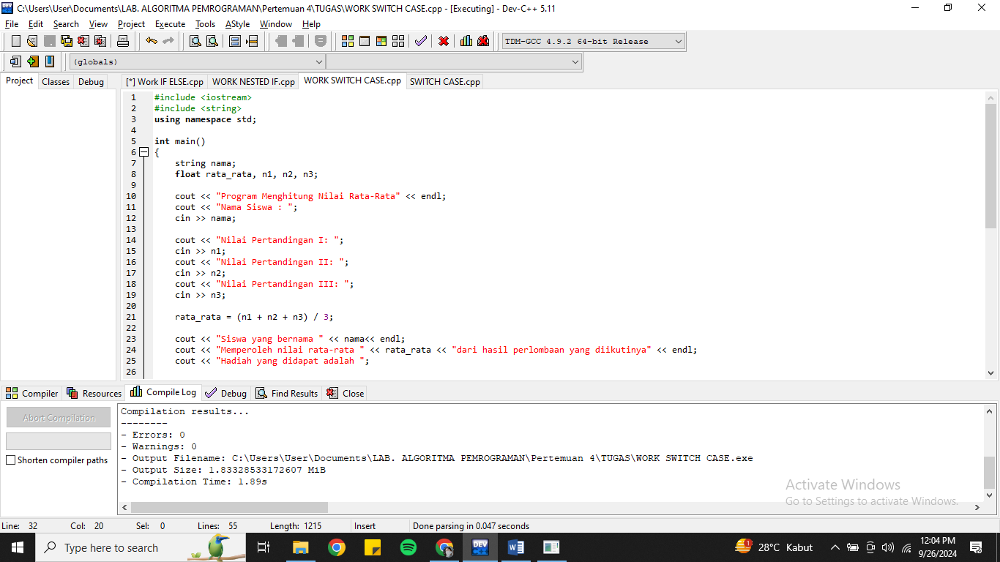 C:\Users\User\Documents\LAB. ALGORITMA PEMROGRAMAN\Pertemuan 4\TUGAS\WORK SWITCH CASE.cpp - [Executing] - Dev-C++ 5.11
File Edit Search View Project Execute Tools AStyle Window Help
TDM-GCC 4.9.2 64-bit Release
(globals)
Project Classes Debug
[*] Work IF ELSE.cpp WORK NESTED IF.cpp WORK SWITCH CASE.cpp SWITCH CASE.cpp
1 #include <iostream>
2 #include <string>
3 using namespace std;
4
5 int main()
6 {
7 string nama;
8 float rata_rata, n1, n2, n3;
9
10 cout << "Program Menghitung Nilai Rata-Rata" << endl;
11 cout << "Nama Siswa : ";
12 cin >> nama;
13
14 cout << "Nilai Pertandingan I: ";
15 cin >> n1;
16 cout << "Nilai Pertandingan II: ";
17 cin >> n2;
18 cout << "Nilai Pertandingan III: ";
19 cin >> n3;
20
21 rata_rata = (n1 + n2 + n3) / 3;
22
23 cout << "Siswa yang bernama " << nama<< endl;
24 cout << "Memperoleh nilai rata-rata " << rata_rata << "dari hasil perlombaan yang diikutinya" << endl;
25 cout << "Hadiah yang didapat adalah ";
26
Compiler Resources Compile Log Debug Find Results Close
Abort Compilation
Shorten compiler paths
Compilation results...
--------
- Errors: 0
- Warnings: 0
- Output Filename: C:\Users\User\Documents\LAB. ALGORITMA PEMROGRAMAN\Pertemuan 4\TUGAS\WORK SWITCH CASE.exe
- Output Size: 1.83328533172607 MiB
- Compilation Time: 1.89s
Activate Windows
Go to Settings to activate Windows.
Line: 32 Col: 20 Sel: 0 Lines: 55 Length: 1215 Insert Done parsing in 0.047 seconds
Type here to search
DEV
28°C Kabut
12:04 PM
9/26/2024